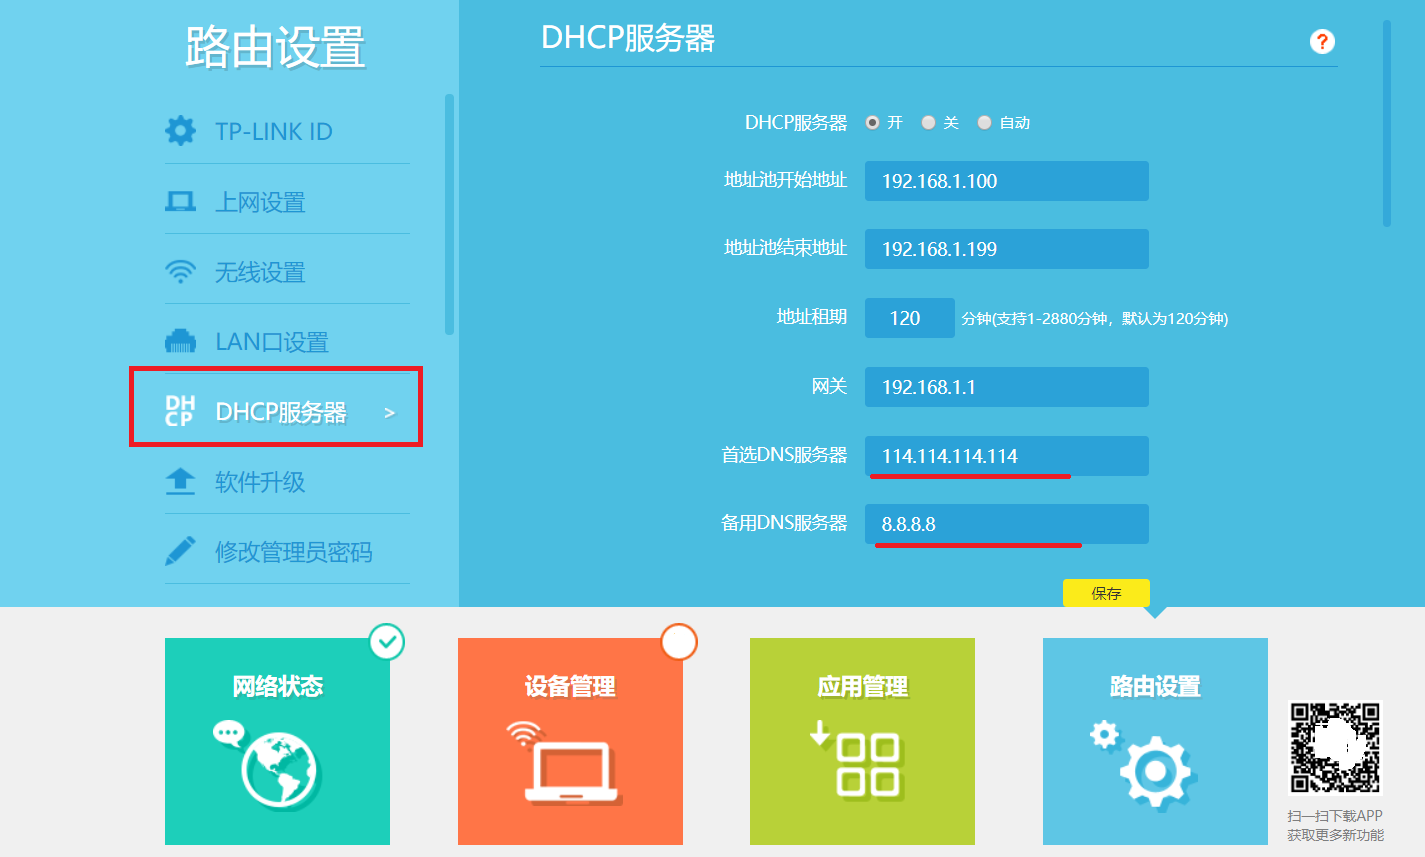 路由设置
TP-LINK ID
上网设置
无线设置
LAN口设置
DHCP服务器 >
软件升级
修改管理员密码
DHCP服务器
?
DHCP服务器 开 关 自动
地址池开始地址 192.168.1.100
地址池结束地址 192.168.1.199
地址租期 120 分钟(支持1-2880分钟，默认为120分钟)
网关 192.168.1.1
首选DNS服务器 114.114.114.114
备用DNS服务器 8.8.8.8
保存
网络状态
设备管理
应用管理
路由设置
扫一扫下载APP
获取更多新功能